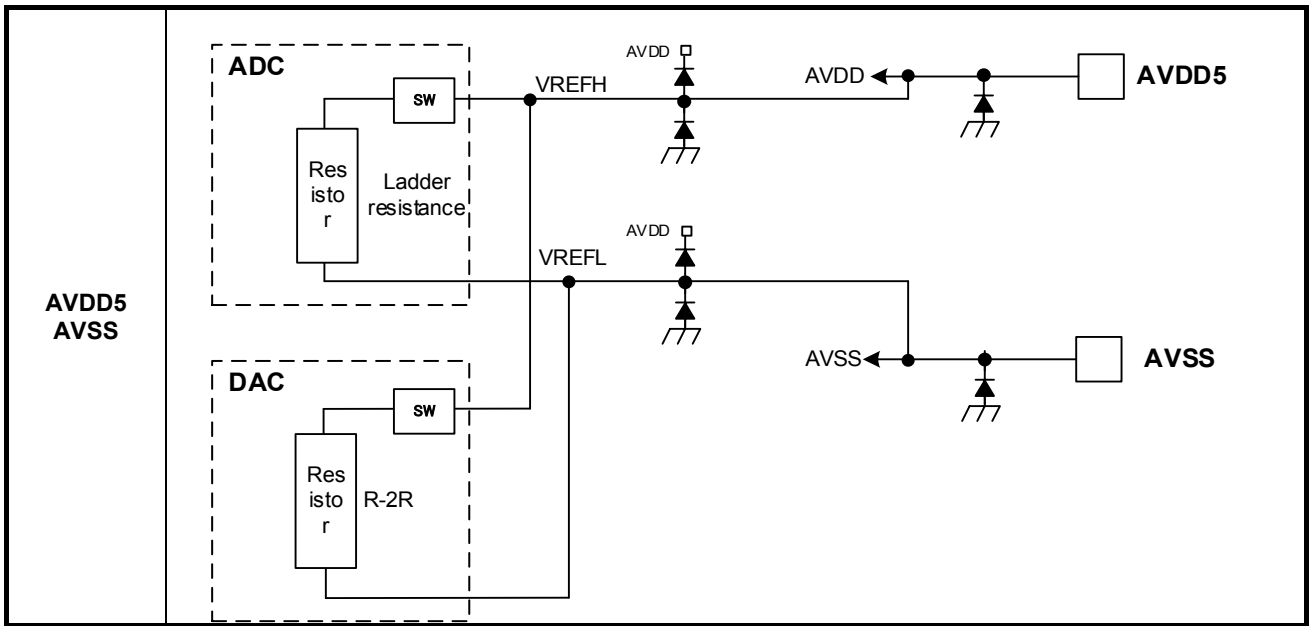 AVDD5
AVSS
ADC
SW
Res
isto
r
Ladder
resistance
VREFH
AVDD
AVDD
AVDD5
VREFL
AVDD
AVSS
AVSS
DAC
SW
Res
isto
r
R-2R